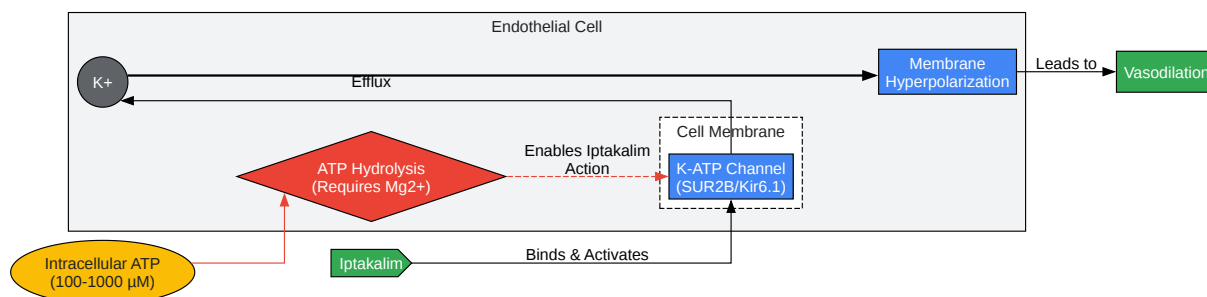 Endothelial Cell
K+
Efflux
Membrane
Hyperpolarization
Leads to
Vasodilation
Cell Membrane
ATP Hydrolysis
(Requires Mg2+)
Enables Iptakalim
Action
K-ATP Channel
(SUR2B/Kir6.1)
Intracellular ATP
(100-1000 µM)
Iptakalim
Binds & Activates